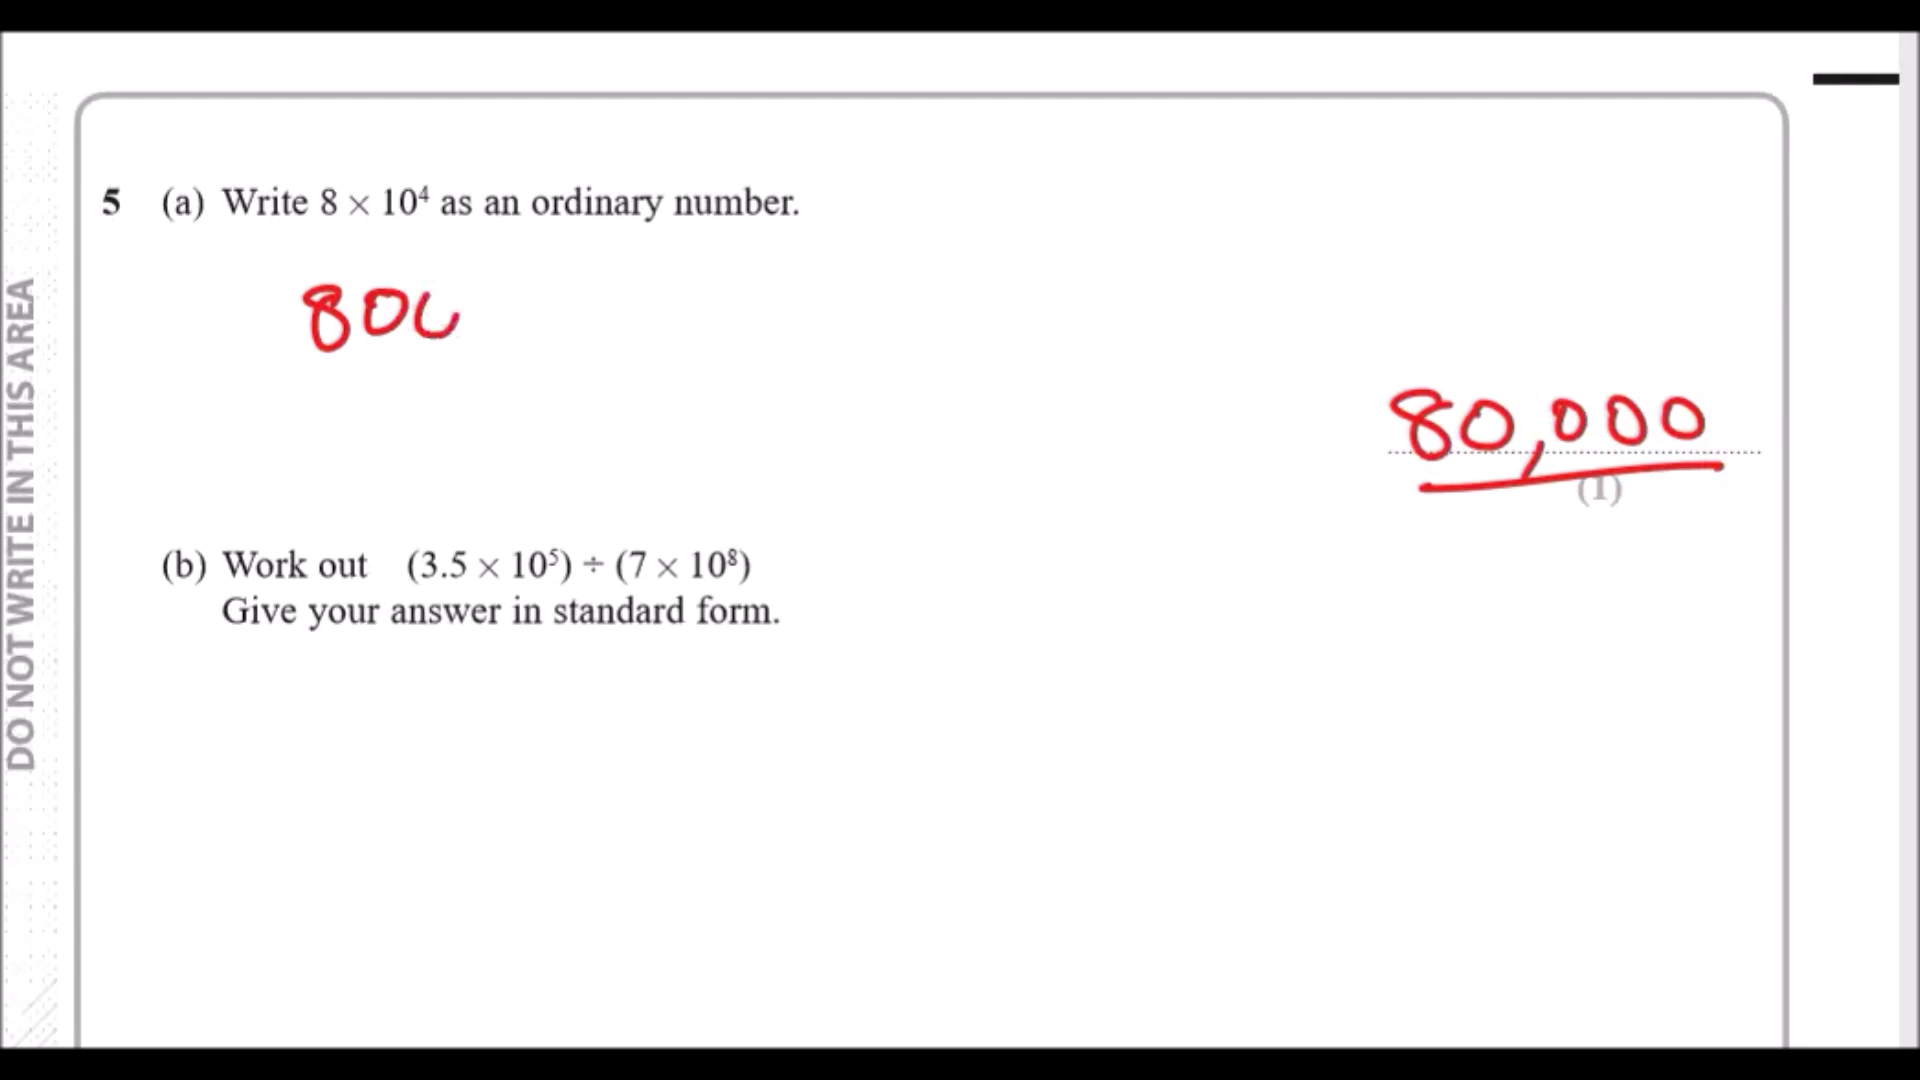 DO NOT WRITE IN THIS AREA
5 (a) Write 8 × 10⁴ as an ordinary number.
800
80,000
(1)
(b) Work out (3.5 × 10⁵) ÷ (7 × 10⁸)
Give your answer in standard form.